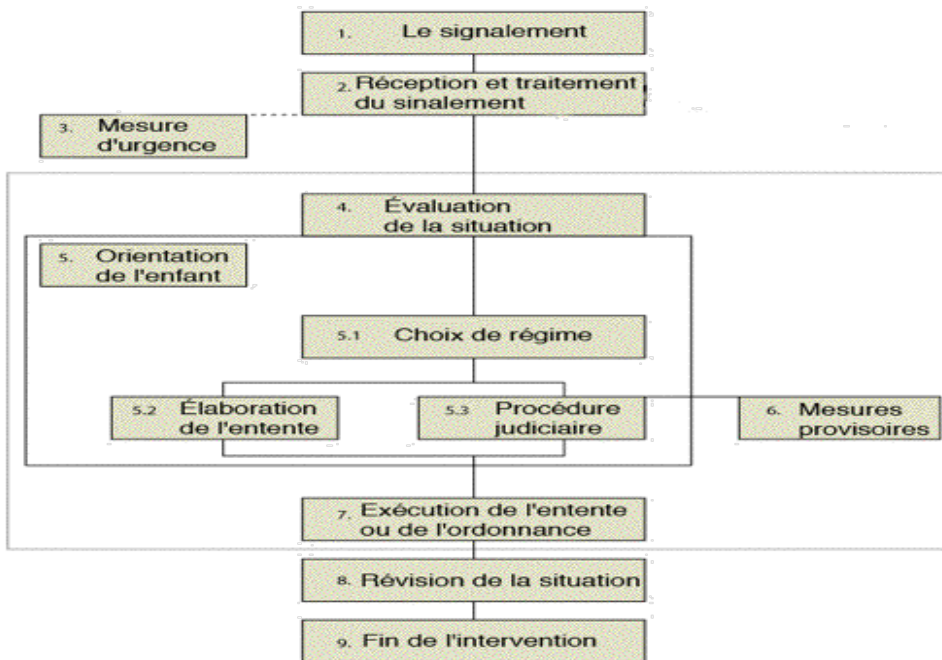 1. Le signalement
2. Réception et traitement
du sinalement
3. Mesure
d'urgence
4. Évaluation
de la situation
5. Orientation
de l'enfant
5.1 Choix de régime
5.2 Élaboration
de l'entente
5.3 Procédure
judiciaire
6. Mesures
provisoires
7. Exécution de l'entente
ou de l'ordonnance
8. Révision de la situation
9. Fin de l'intervention